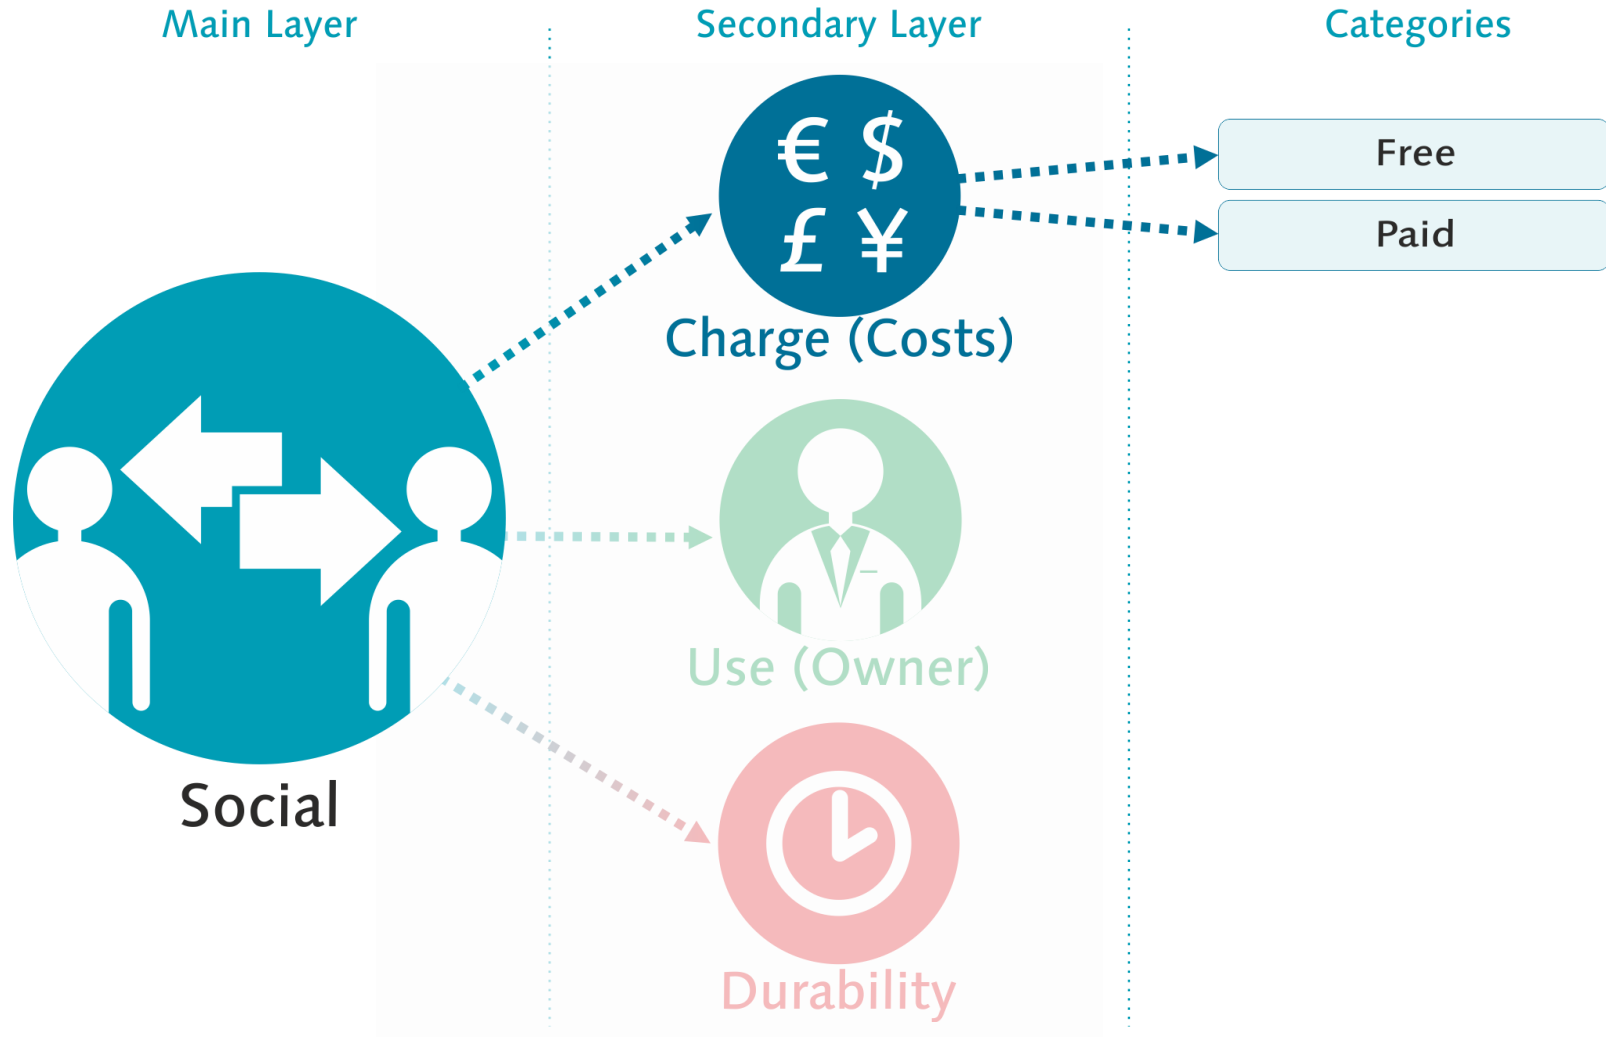 Main Layer
Secondary Layer
Categories
€ $
£ ¥
Free
Paid
Charge (Costs)
Use (Owner)
Social
Durability